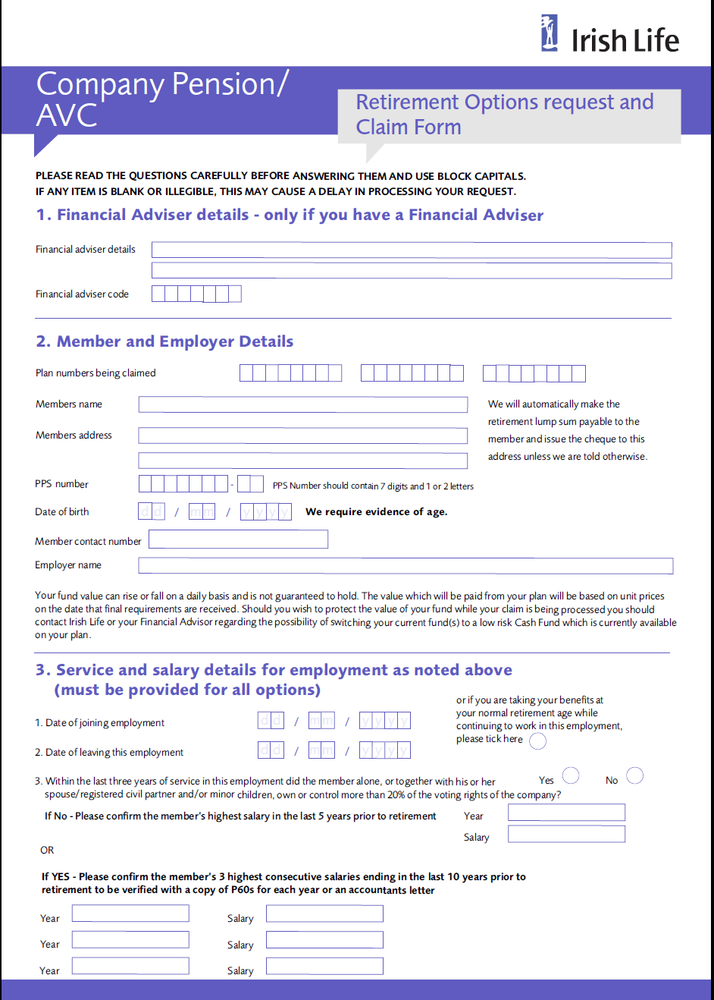 Irish Life
Company Pension/
AVC
Retirement Options request and
Claim Form
PLEASE READ THE QUESTIONS CAREFULLY BEFORE ANSWERING THEM AND USE BLOCK CAPITALS.
IF ANY ITEM IS BLANK OR ILLEGIBLE, THIS MAY CAUSE A DELAY IN PROCESSING YOUR REQUEST.
1. Financial Adviser details - only if you have a Financial Adviser
Financial adviser details
Financial adviser code
2. Member and Employer Details
Plan numbers being claimed
Members name
Members address
We will automatically make the
retirement lump sum payable to the
member and issue the cheque to this
address unless we are told otherwise.
PPS number - PPS Number should contain 7 digits and 1 or 2 letters
Date of birth dd / mm / yyyy We require evidence of age.
Member contact number
Employer name
Your fund value can rise or fall on a daily basis and is not guaranteed to hold. The value which will be paid from your plan will be based on unit prices
on the date that final requirements are received. Should you wish to protect the value of your fund while your claim is being processed you should
contact Irish Life or your Financial Advisor regarding the possibility of switching your current fund(s) to a low risk Cash Fund which is currently available
on your plan.
3. Service and salary details for employment as noted above
(must be provided for all options)
1. Date of joining employment dd / mm / yyyy
2. Date of leaving this employment dd / mm / yyyy
or if you are taking your benefits at
your normal retirement age while
continuing to work in this employment,
please tick here
3. Within the last three years of service in this employment did the member alone, or together with his or her Yes No
spouse/registered civil partner and/or minor children, own or control more than 20% of the voting rights of the company?
If No - Please confirm the member's highest salary in the last 5 years prior to retirement Year
Salary
OR
If YES - Please confirm the member's 3 highest consecutive salaries ending in the last 10 years prior to
retirement to be verified with a copy of P60s for each year or an accountants letter
Year Salary
Year Salary
Year Salary